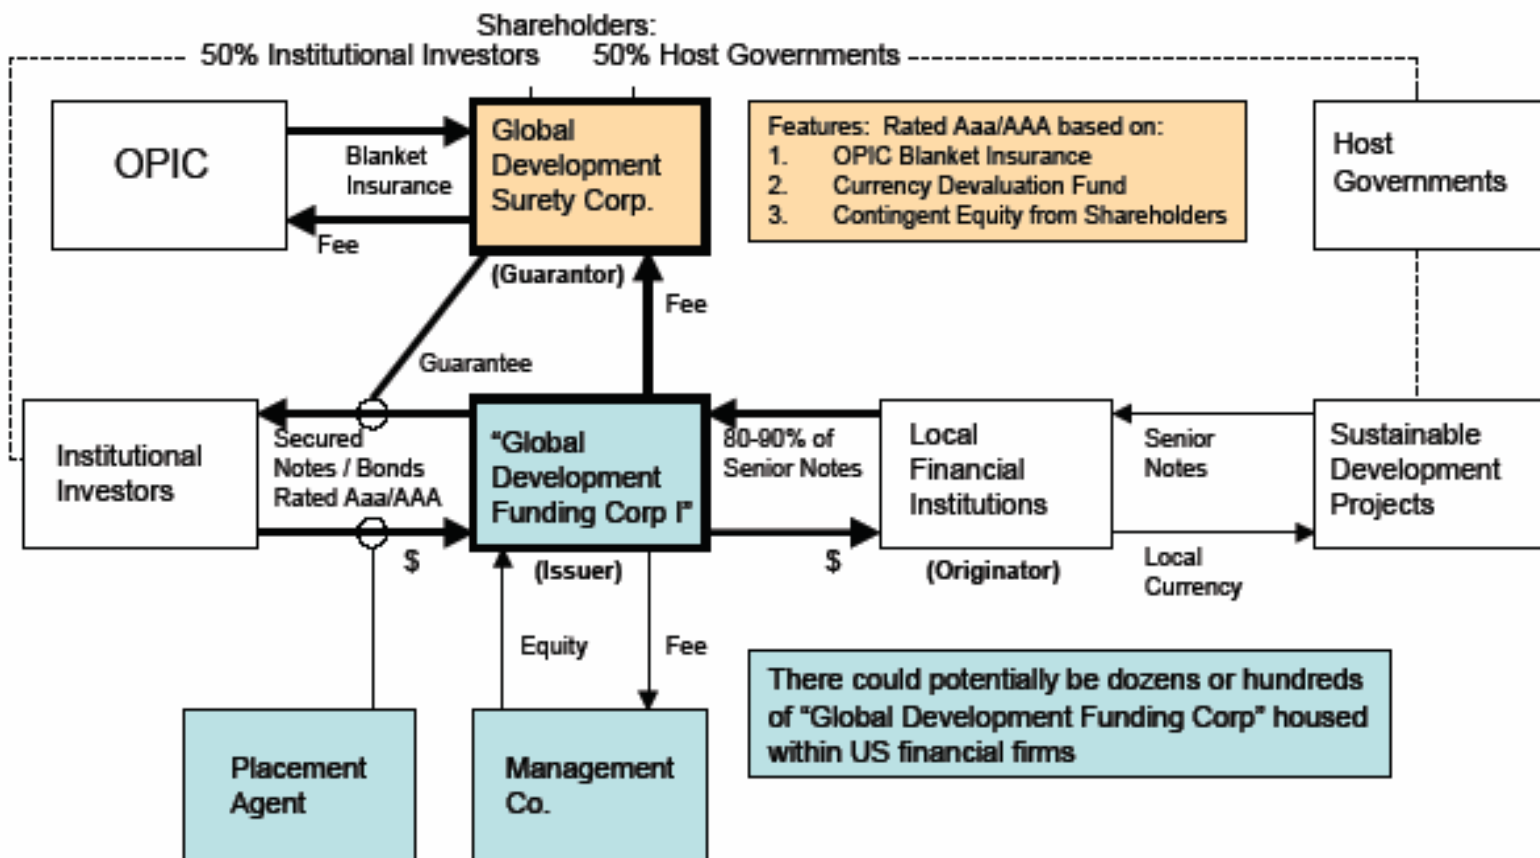 Shareholders:
50% Institutional Investors
50% Host Governments
OPIC
Blanket
Insurance
Fee
Global
Development
Surety Corp.
(Guarantor)
Features: Rated Aaa/AAA based on:
1. OPIC Blanket Insurance
2. Currency Devaluation Fund
3. Contingent Equity from Shareholders
Host
Governments
Fee
Guarantee
Institutional
Investors
Secured
Notes / Bonds
Rated Aaa/AAA
$
“Global
Development
Funding Corp I”
(Issuer)
80-90% of
Senior Notes
$
Local
Financial
Institutions
(Originator)
Senior
Notes
Local
Currency
Sustainable
Development
Projects
Equity
Fee
Placement
Agent
Management
Co.
There could potentially be dozens or hundreds
of “Global Development Funding Corp” housed
within US financial firms